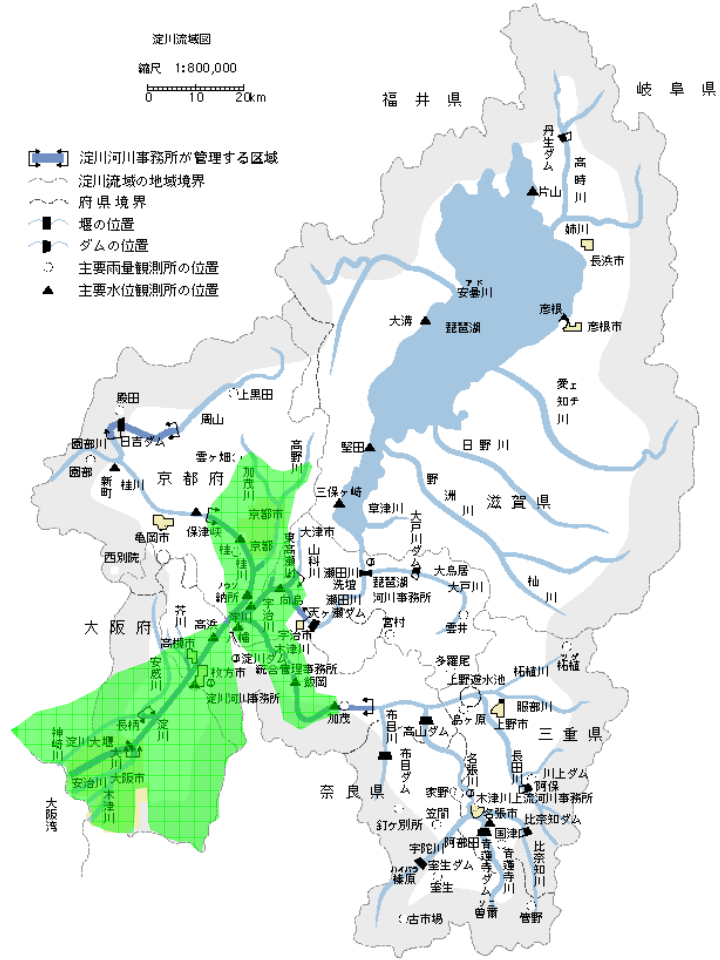 淀川流域図
縮尺 1:800,000
0 10 20km
淀川河川事務所が管理する区域
淀川流域の地域境界
府県境界
堰の位置
ダムの位置
主要雨量観測所の位置
主要水位観測所の位置
福井県
岐阜県
丹生ダム
高時川
片山
姉川
長浜市
アド
安曇川
大溝
琵琶湖
彦根
彦根市
愛知川
ェチ
殿田
上黒田
周山
園部川
日吉ダム
園部
新町
桂川
京都府
雲ヶ畑
加茂川
高野川
堅田
日野川
野洲川
滋賀県
三保ヶ崎
草津川
大戸川ダム
京都市
保津峡
亀岡市
京都
桂
桂川
東高瀬川
大津市
山科川
西別院
瀬田川洗堰
琵琶湖河川事務所
大鳥居
大戸川
杣川
ノウソ
納所
宇治川
向島
瀬田川
天ヶ瀬ダム
大阪府
芥川
高浜
淀川
八幡
宇治市
木津川
宮村
雲井
高槻市
安威川
枚方市
淀川ダム統合管理事務所
飯岡
淀川河川事務所
多羅尾
上野遊水池
柘植川
柘植
加茂
布目川
島ヶ原
服部川
上野市
三重県
高山ダム
布目ダム
長柄
淀川
神崎川
淀川大堰
大川
安治川
大阪市
木津川
大阪湾
奈良県
名張川
長田川
川上ダム
阿保
家野
木津川上流河川事務所
笠間
名張市
比奈知ダム
釘ヶ別所
国津
宇陀川
阿部田
青蓮寺ダム
青蓮寺川
比奈知川
室生ダム
ハイバラ
榛原
室生
ソニ
曽爾
菅野
古市場